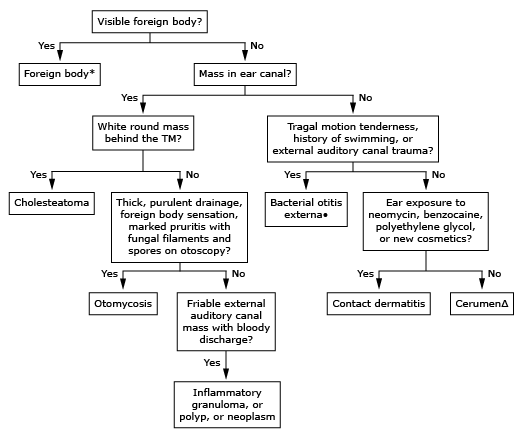 Visible foreign body?
Yes
No
Foreign body*
Mass in ear canal?
Yes
No
White round mass
behind the TM?
Tragal motion tenderness,
history of swimming, or
external auditory canal trauma?
Yes
No
Yes
No
Cholesteatoma
Thick, purulent drainage,
foreign body sensation,
marked pruritis with
fungal filaments and
spores on otoscopy?
Bacterial otitis
externa•
Ear exposure to
neomycin, benzocaine,
polyethylene glycol,
or new cosmetics?
Yes
No
Yes
No
Otomycosis
Friable external
auditory canal
mass with bloody
discharge?
Contact dermatitis
CerumenΔ
Yes
Inflammatory
granuloma, or
polyp, or neoplasm